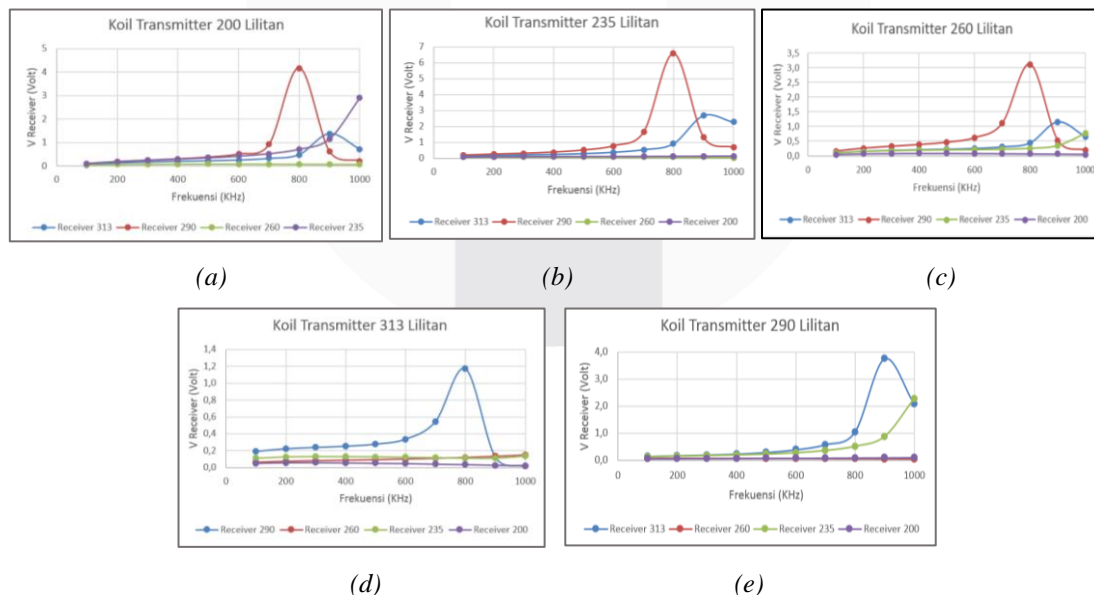 Koil Transmitter 200 Lilitan
V Receiver (Volt)
5
4
3
2
1
0
0 200 400 600 800 1000
Frekuensi (KHz)
Receiver 313 Receiver 290 Receiver 260 Receiver 235
(a)
Koil Transmitter 235 Lilitan
V Receiver (Volt)
7
6
5
4
3
2
1
0
0 200 400 600 800 1000
Frekuensi (KHz)
Receiver 313 Receiver 290 Receiver 260 Receiver 200
(b)
Koil Transmitter 260 Lilitan
V Receiver (Volt)
3,5
3,0
2,5
2,0
1,5
1,0
0,5
0,0
0 200 400 600 800 1000
Frekuensi (KHz)
Receiver 313 Receiver 290 Receiver 235 Receiver 200
(c)
Koil Transmitter 313 Lilitan
V Receiver (Volt)
1,4
1,2
1,0
0,8
0,6
0,4
0,2
0,0
0 200 400 600 800 1000
Frekuensi (KHz)
Receiver 290 Receiver 260 Receiver 235 Receiver 200
(d)
Koil Transmitter 290 Lilitan
V Receiver (Volt)
4,0
3,0
2,0
1,0
0,0
0 200 400 600 800 1000
Frekuensi (KHz)
Receiver 313 Receiver 260 Receiver 235 Receiver 200
(e)